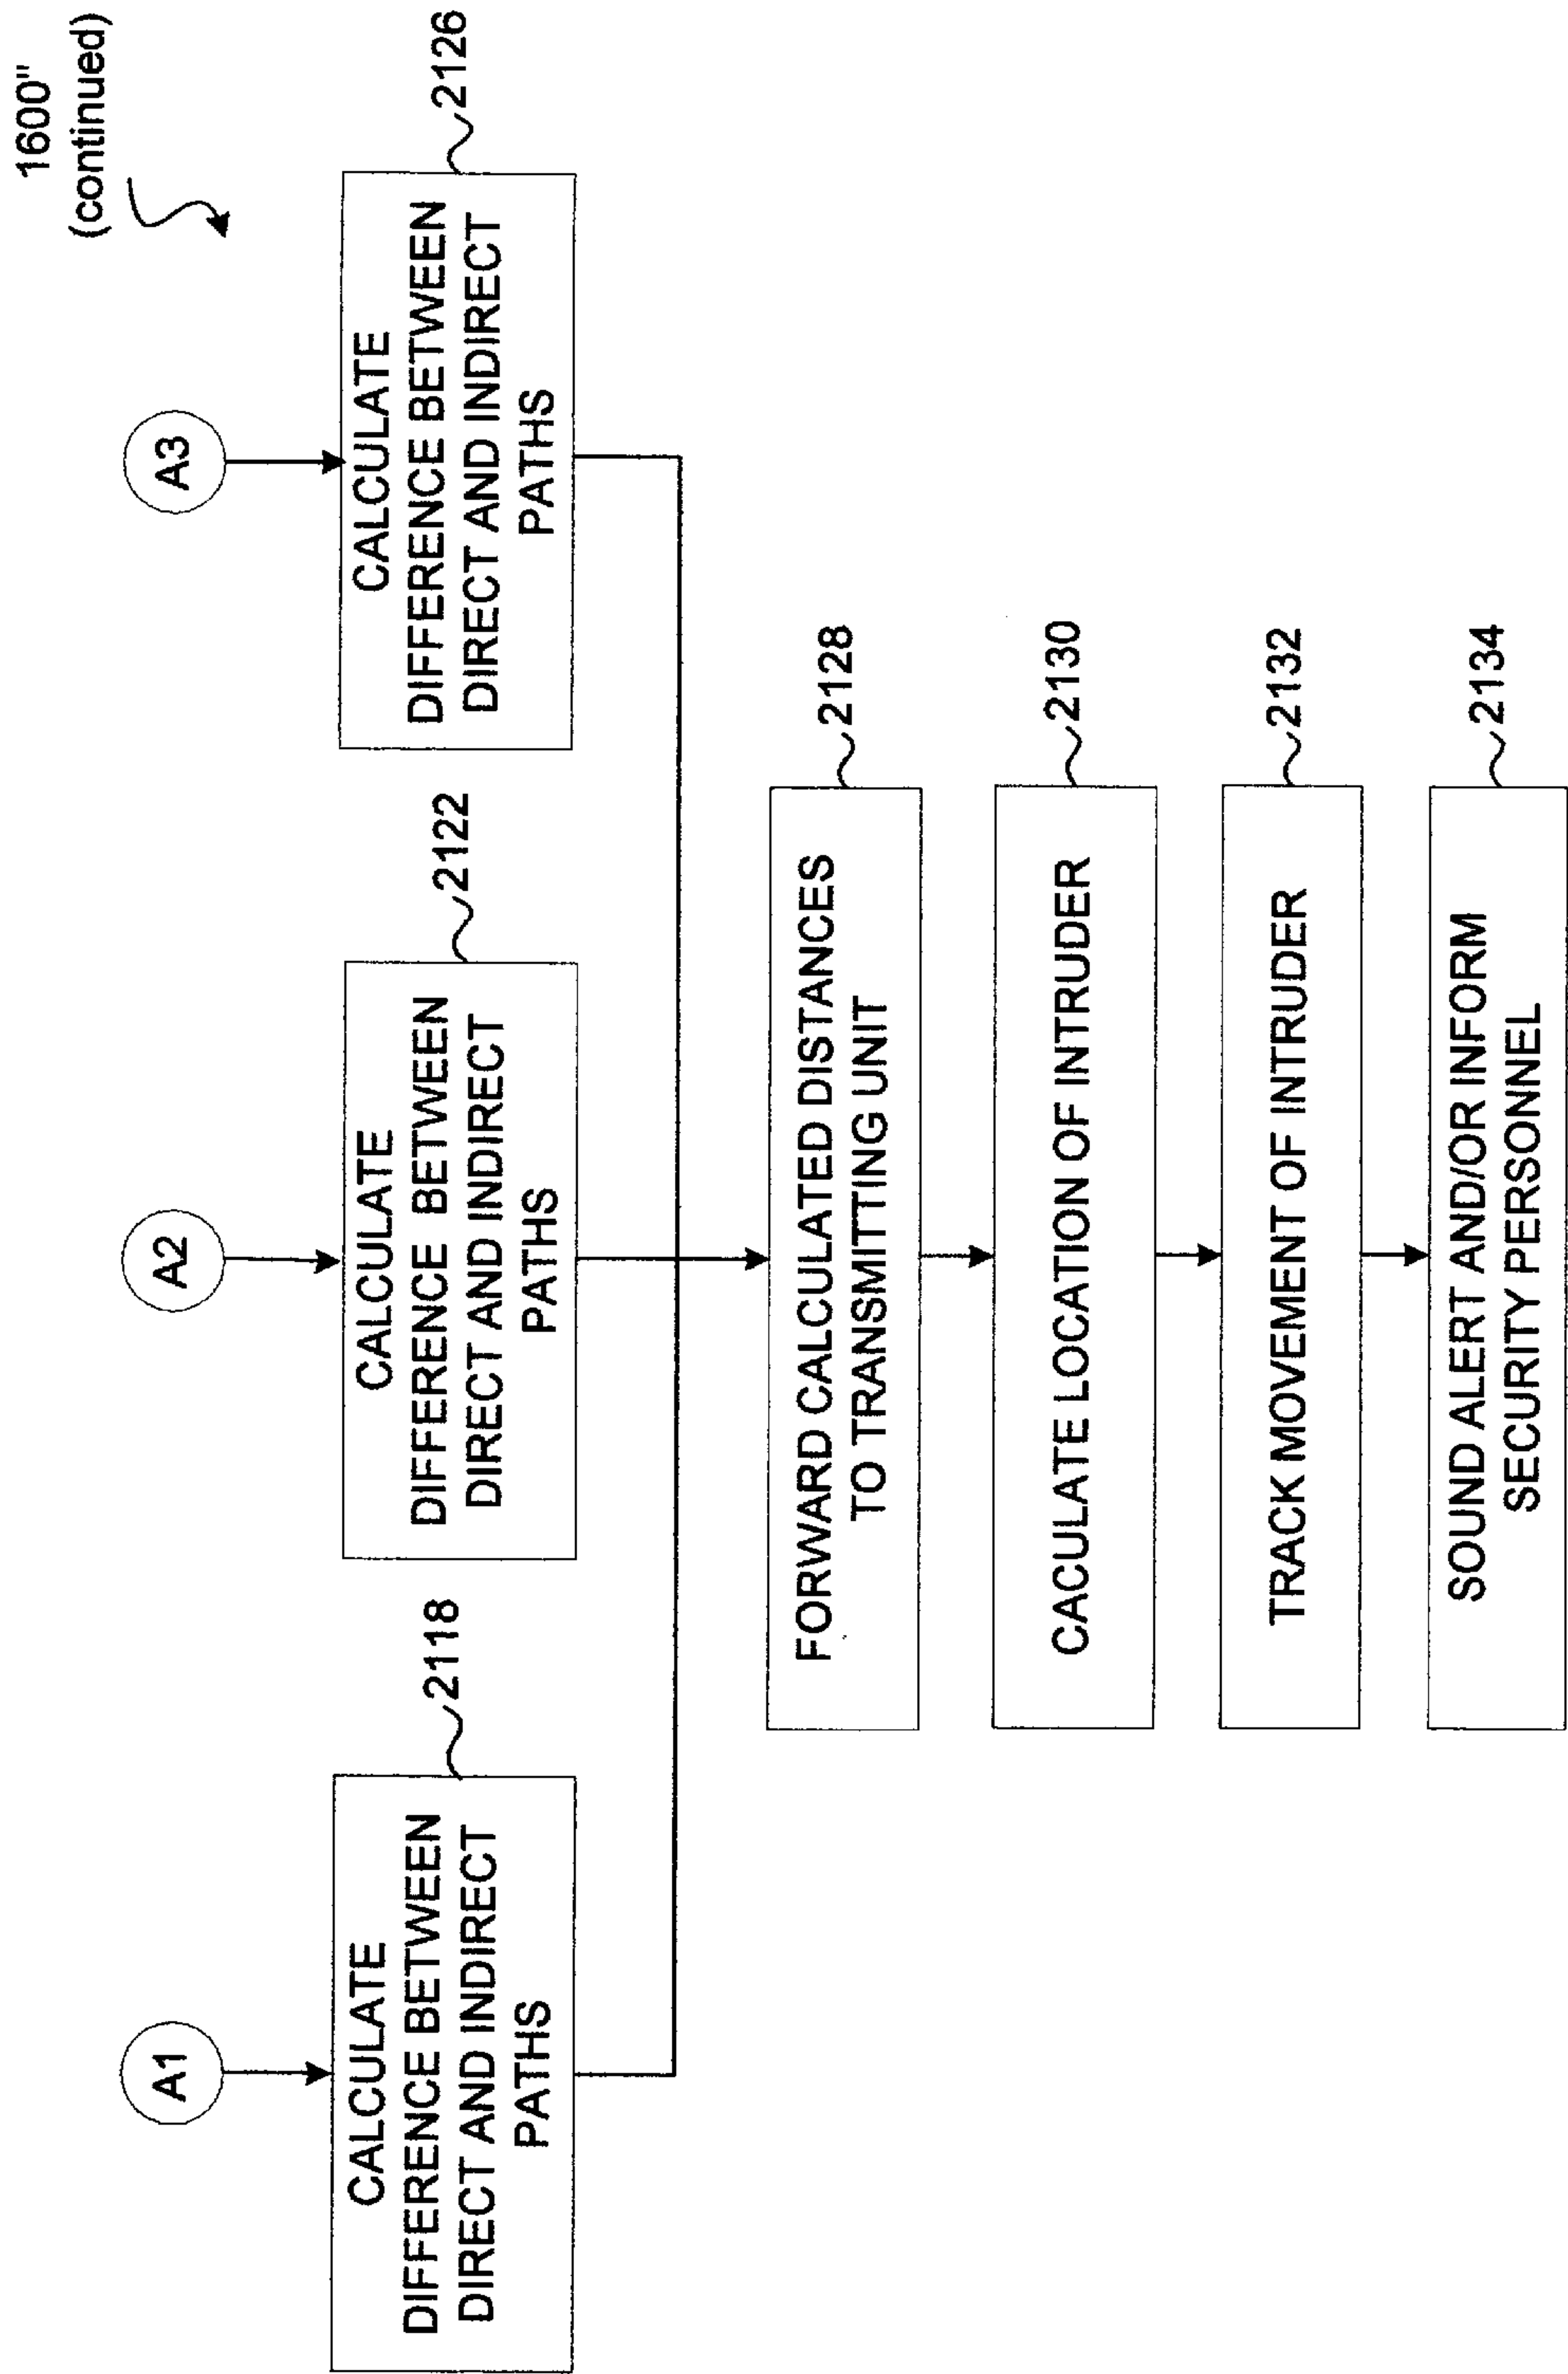 1600"
(continued)
A1
A2
A3
CALCULATE
DIFFERENCE BETWEEN
DIRECT AND INDIRECT
PATHS
2118
CALCULATE
DIFFERENCE BETWEEN
DIRECT AND INDIRECT
PATHS
2122
CALCULATE
DIFFERENCE BETWEEN
DIRECT AND INDIRECT
PATHS
2126
FORWARD CALCULATED DISTANCES
TO TRANSMITTING UNIT
2128
CACULATE LOCATION OF INTRUDER
2130
TRACK MOVEMENT OF INTRUDER
2132
SOUND ALERT AND/OR INFORM
SECURITY PERSONNEL
2134